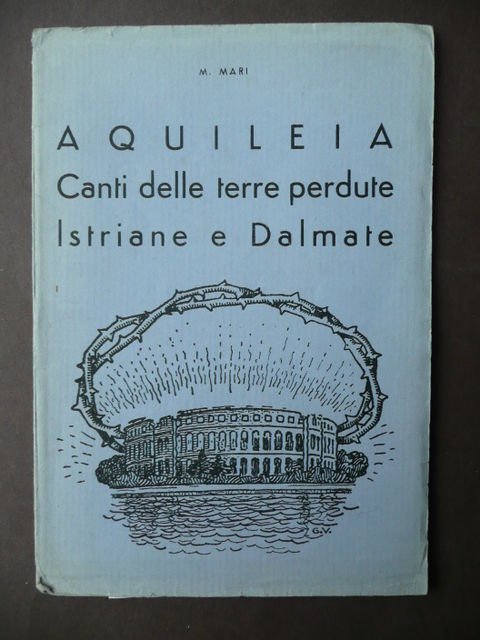 M. MARI
AQUILEIA
Canti delle terre perdute
Istriane e Dalmate
G.V.